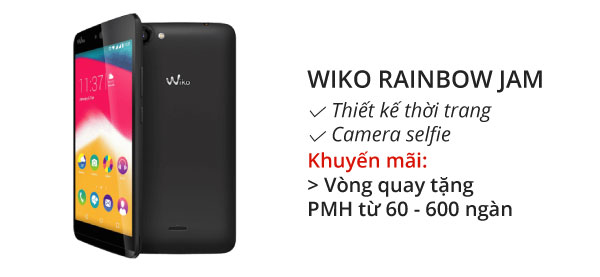 WIKO RAINBOW JAM
✓ Thiết kế thời trang
✓ Camera selfie
Khuyến mãi:
> Vòng quay tặng
PMH từ 60 - 600 ngàn
Wiko